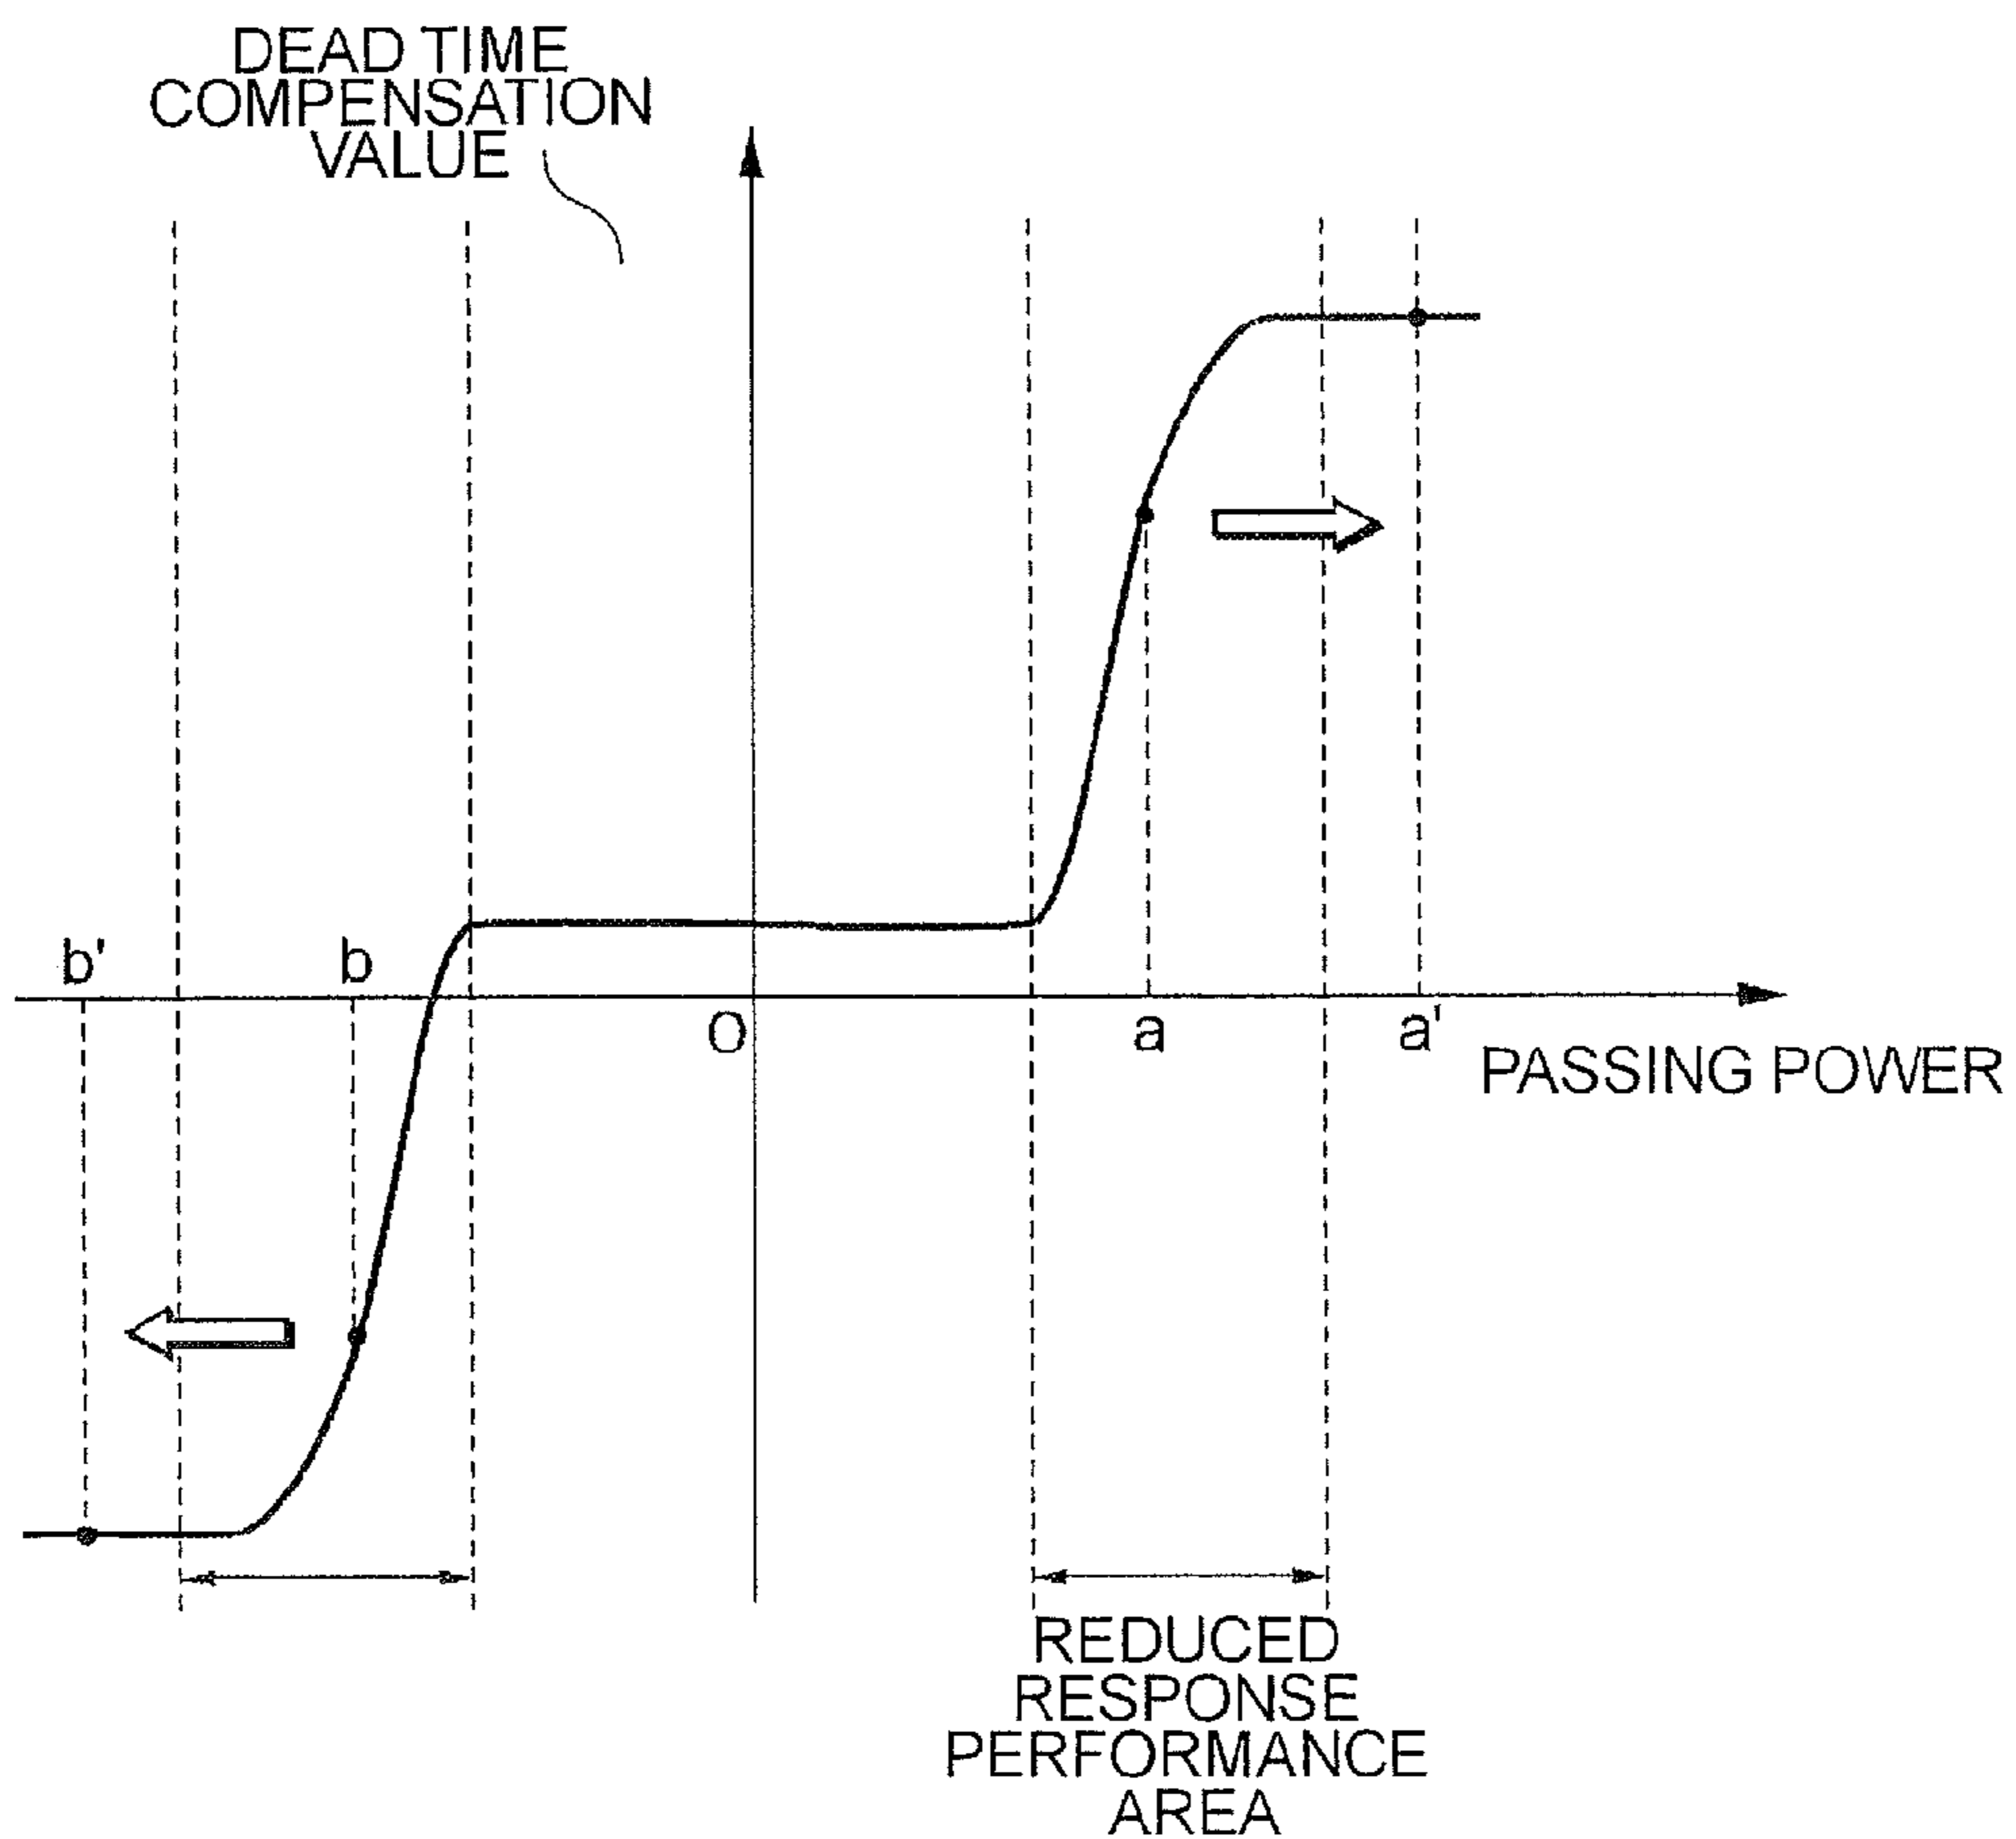 DEAD TIME
COMPENSATION
VALUE
b'
b
O
a
a'
PASSING POWER
REDUCED
RESPONSE
PERFORMANCE
AREA